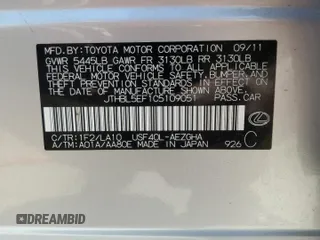 MFD.BY:TOYOTA MOTOR CORPORATION 09/11
GVWR 5445LB GAWR FR 3130LB RR 3130LB
THIS VEHICLE CONFORMS TO ALL APPLICABLE
FEDERAL MOTOR VEHICLE SAFETY, BUMPER, AND
THEFT PREVENTION STANDARDS IN EFFECT ON
THE DATE OF MANUFACTURE SHOWN ABOVE.
JTHBL5EF1C5109051 PASS. CAR
C/TR:1F2/LA10 USF40L-AEZGHA
A/TM:A01A/AA80E MADE IN JAPAN 926 C
DREAMBID